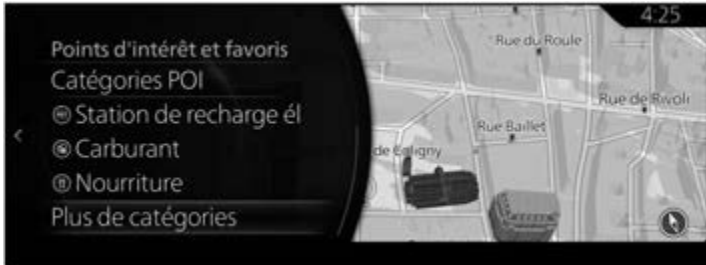 4:25
Points d'intérêt et favoris
Catégories POI
Station de recharge él
Carburant
Nourriture
Plus de catégories
Rue du Roule
Rue de Rivoli
Rue Baillet
de